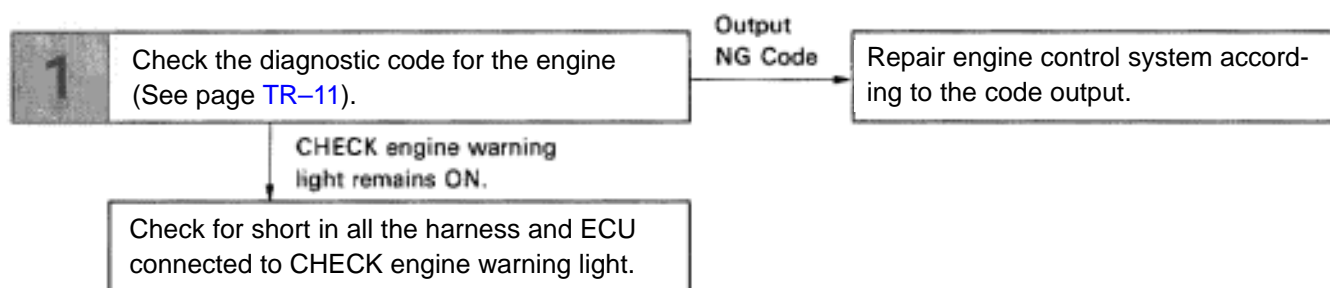 1
Check the diagnostic code for the engine
(See page TR–11).
Output
NG Code
Repair engine control system accord-
ing to the code output.
CHECK engine warning
light remains ON.
Check for short in all the harness and ECU
connected to CHECK engine warning light.